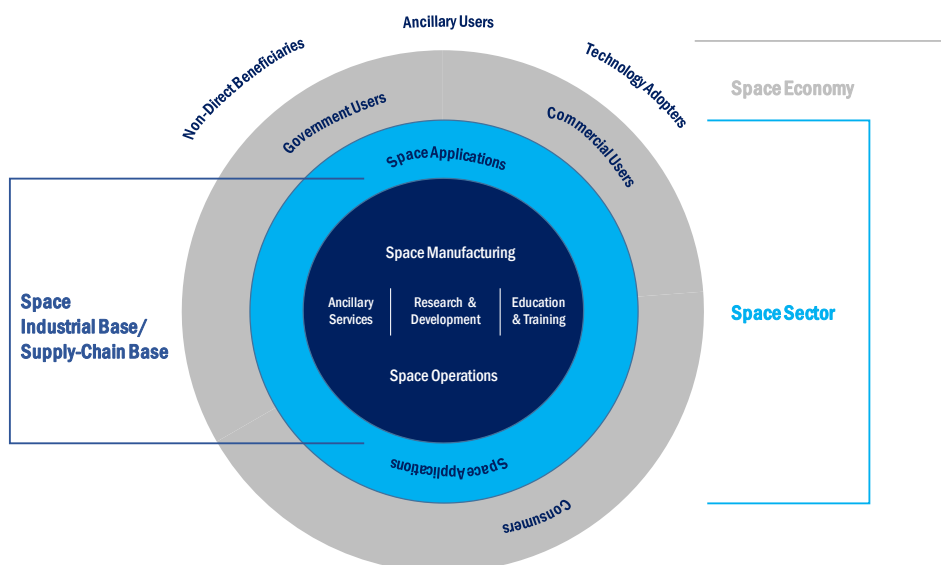 Ancillary Users
Non-Direct Beneficiaries
Technology Adopters
Government Users
Commercial Users
Space Economy
Space Applications
Space Manufacturing
Ancillary
Services
Research &
Development
Education
& Training
Space Operations
Space
Industrial Base/
Supply-Chain Base
Space Sector
Space Applications
Consumers